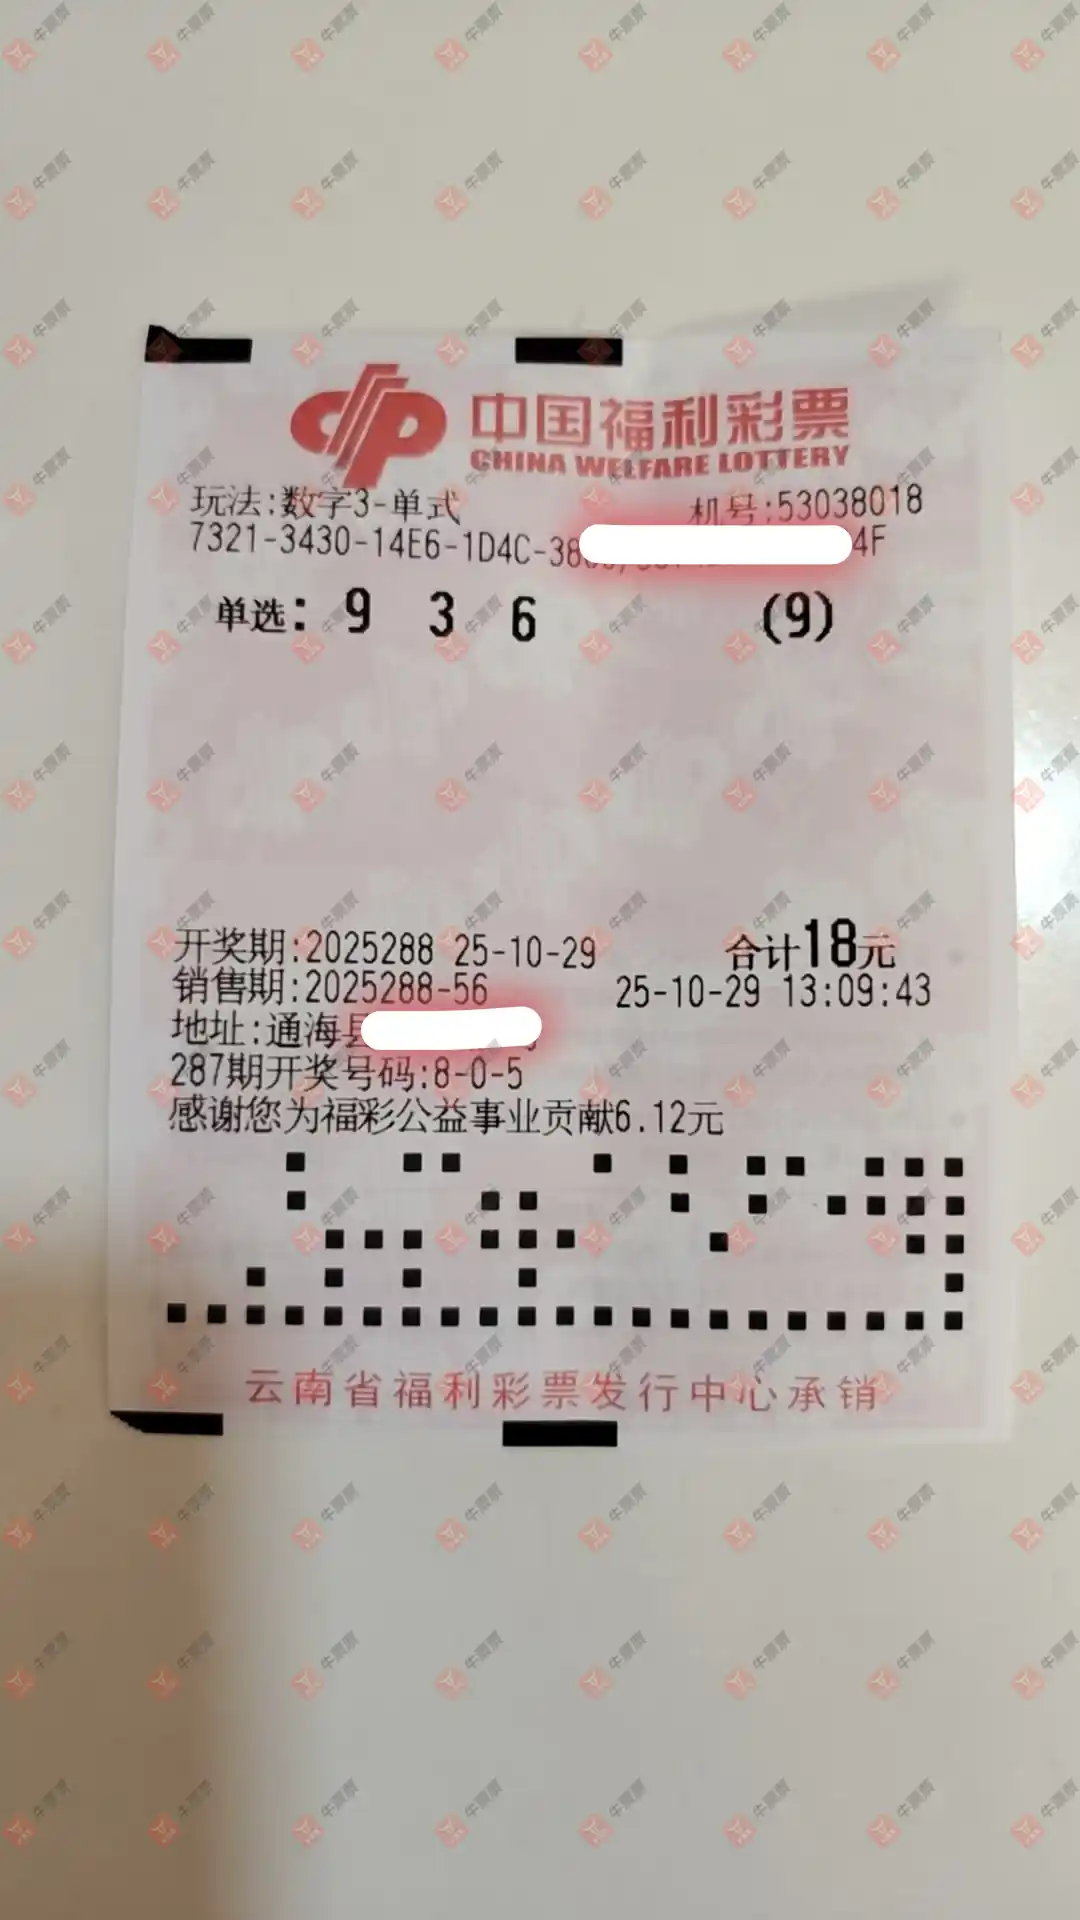 中国福利彩票
CHINA WELFARE LOTTERY
玩法:数字3-单式 机号:53038018
7321-3430-14E6-1D4C-38 4F
单选: 9 3 6 (9)
开奖期:2025288 25-10-29 合计18元
销售期:2025288-56 25-10-29 13:09:43
地址:通海县
287期开奖号码:8-0-5
感谢您为福彩公益事业贡献6.12元
云南省福利彩票发行中心承销
牛票票